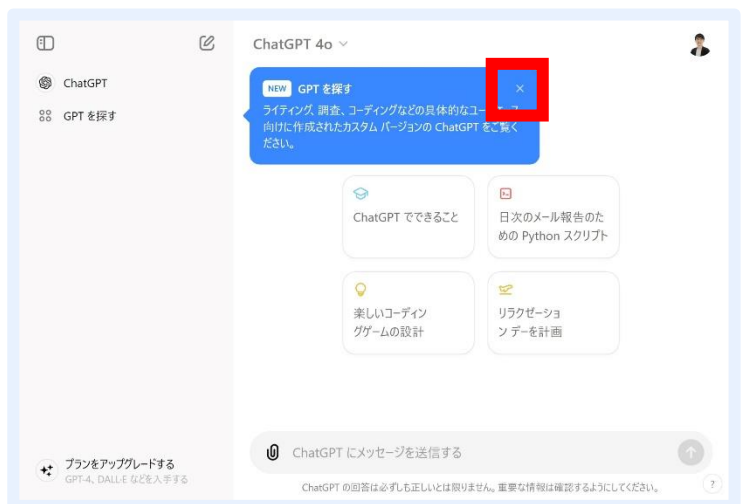 ChatGPT 4o
ChatGPT
GPT を探す
NEW GPT を探す
ライティング、調査、コーディングなどの具体的なユー
向けに作成されたカスタム バージョンの ChatGPT をご覧く
ださい。
ChatGPT でできること
日次のメール報告のた
めの Python スクリプト
楽しいコーディン
グゲームの設計
リラクゼーショ
ン デーを計画
ChatGPT にメッセージを送信する
プランをアップグレードする
GPT-4、DALL·E などを入手する
ChatGPT の回答は必ずしも正しいとは限りません。重要な情報は確認するようにしてください。
?